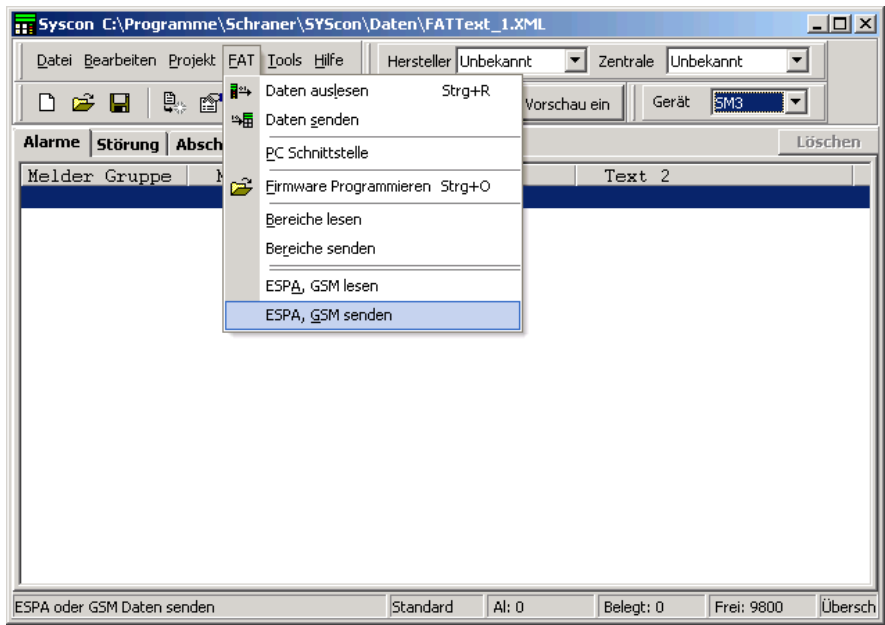 Syscon C:\Programme\Schraner\SYScon\Daten\FATText_1.XML
Datei Bearbeiten Projekt FAT Tools Hilfe Hersteller Unbekannt Zentrale Unbekannt
Vorschau ein Gerät SM3
Alarme Störung Absch Löschen
Melder Gruppe Text 2
Daten auslesen Strg+R
Daten senden
PC Schnittstelle
Firmware Programmieren Strg+O
Bereiche lesen
Bereiche senden
ESPA, GSM lesen
ESPA, GSM senden
ESPA oder GSM Daten senden Standard Al: 0 Belegt: 0 Frei: 9800 Übersch